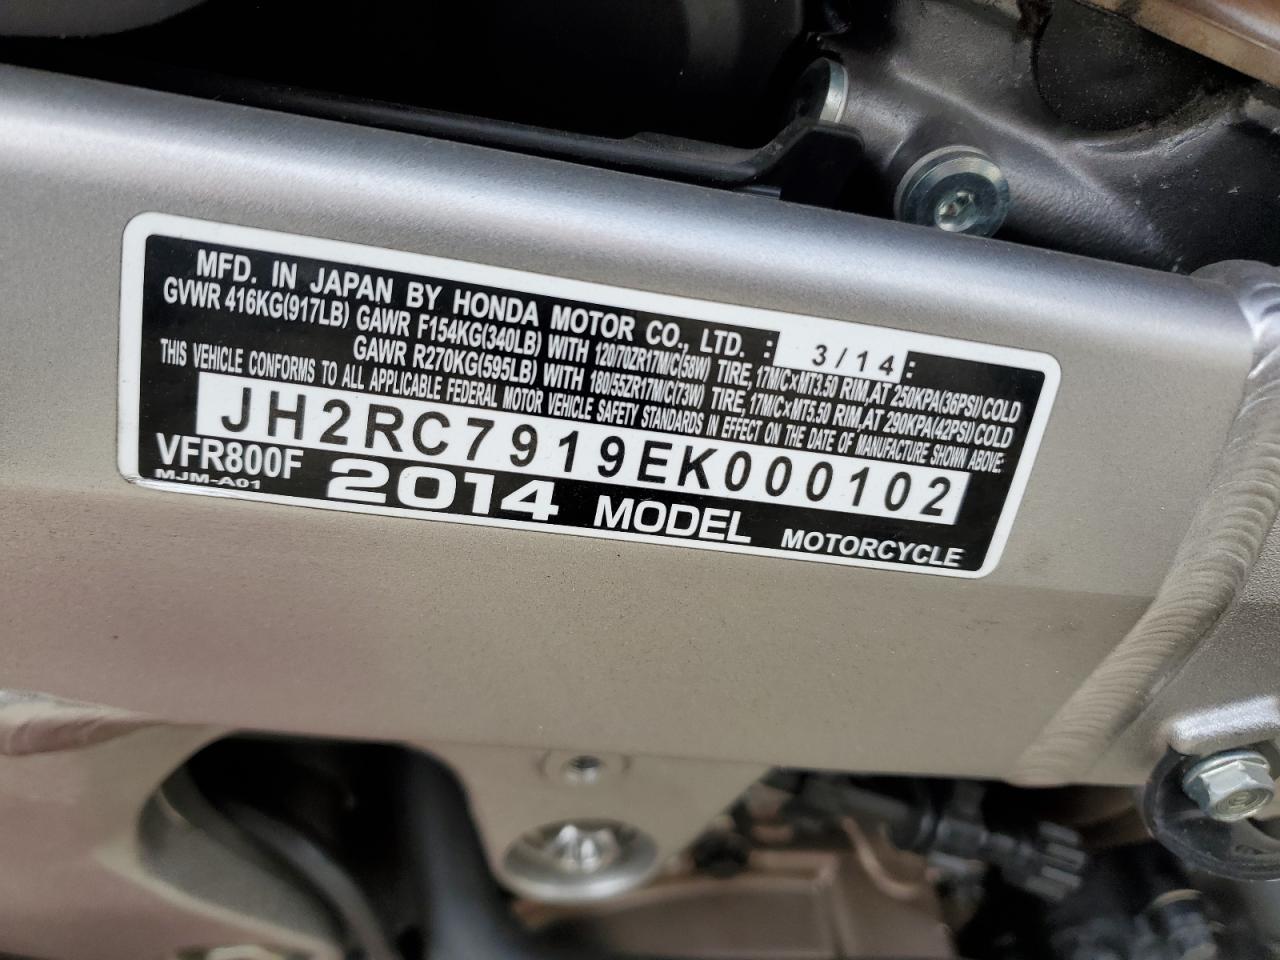 MFD. IN JAPAN BY HONDA MOTOR CO., LTD. : 3/14 :
GVWR 416KG(917LB) GAWR F154KG(340LB) WITH 120/70ZR17M/C(58W) TIRE, 17M/C×MT3.50 RIM,AT 250KPA(36PSI)COLD
GAWR R270KG(595LB) WITH 180/55ZR17M/C(73W) TIRE, 17M/C×MT5.50 RIM,AT 290KPA(42PSI)COLD
THIS VEHICLE CONFORMS TO ALL APPLICABLE FEDERAL MOTOR VEHICLE SAFETY STANDARDS IN EFFECT ON THE DATE OF MANUFACTURE SHOWN ABOVE:
JH2RC7919EK000102
VFR800F 2014 MODEL MOTORCYCLE
MJM-A01